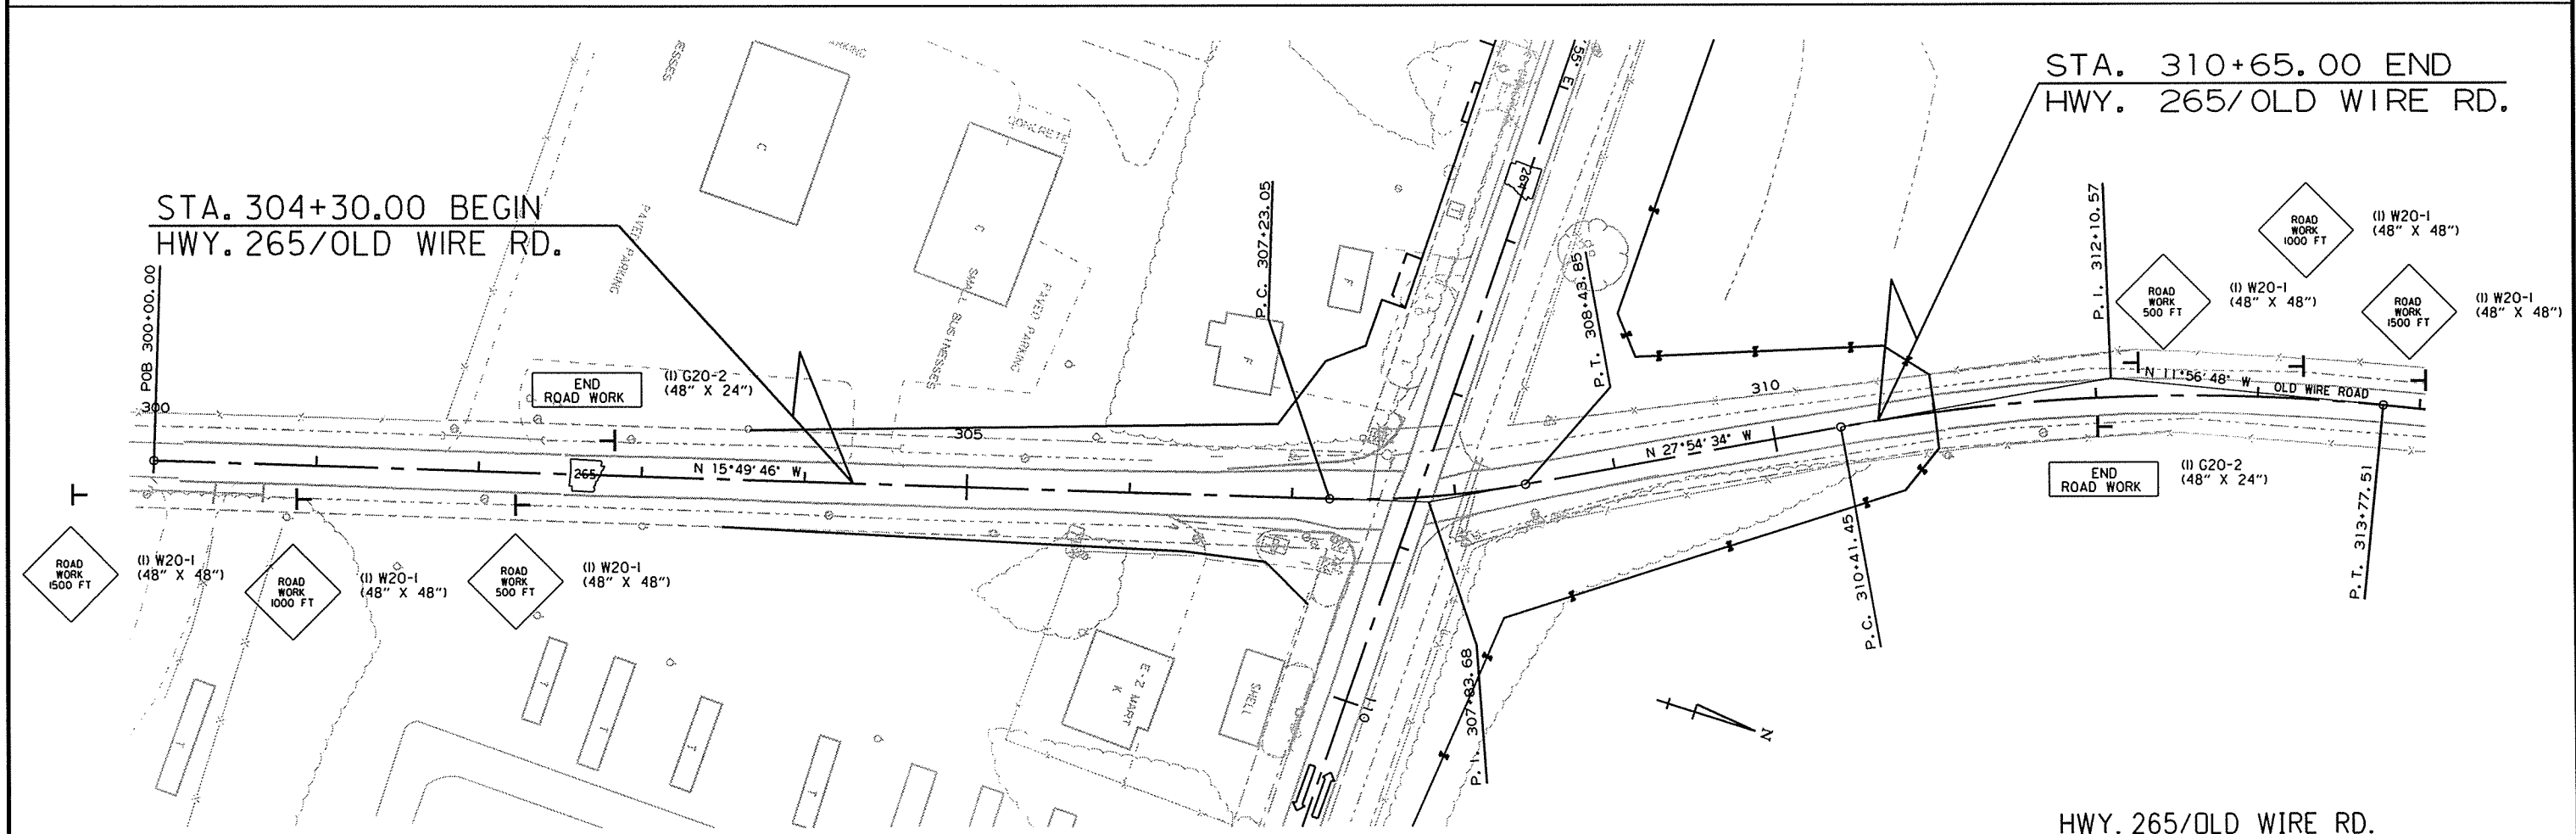 STA. 304+30.00 BEGIN
HWY. 265/OLD WIRE RD.
STA. 310+65.00 END
HWY. 265/OLD WIRE RD.
POB 300+00.00
300
305
310
265
264
N 15°49'46" W
P.C. 307+23.05
P.I. 307+83.68
P.T. 308+43.85
N 27°54'34" W
P.C. 310+41.45
P.I. 312+10.57
N 11°56'48" W
OLD WIRE ROAD
P.T. 313+77.51
END
ROAD WORK
(1) G20-2
(48" X 24")
ROAD
WORK
1500 FT
(1) W20-1
(48" X 48")
ROAD
WORK
1000 FT
(1) W20-1
(48" X 48")
ROAD
WORK
500 FT
(1) W20-1
(48" X 48")
ROAD
WORK
1000 FT
(1) W20-1
(48" X 48")
ROAD
WORK
500 FT
(1) W20-1
(48" X 48")
ROAD
WORK
1500 FT
(1) W20-1
(48" X 48")
END
ROAD WORK
(1) G20-2
(48" X 24")
C
CONCRETE
C
PAVED PARKING
SMALL BUSINESSES
PAVED PARKING
F
F
T
T
T
T
T
E-Z MART
K
SHELL
110
N
HWY. 265/OLD WIRE RD.